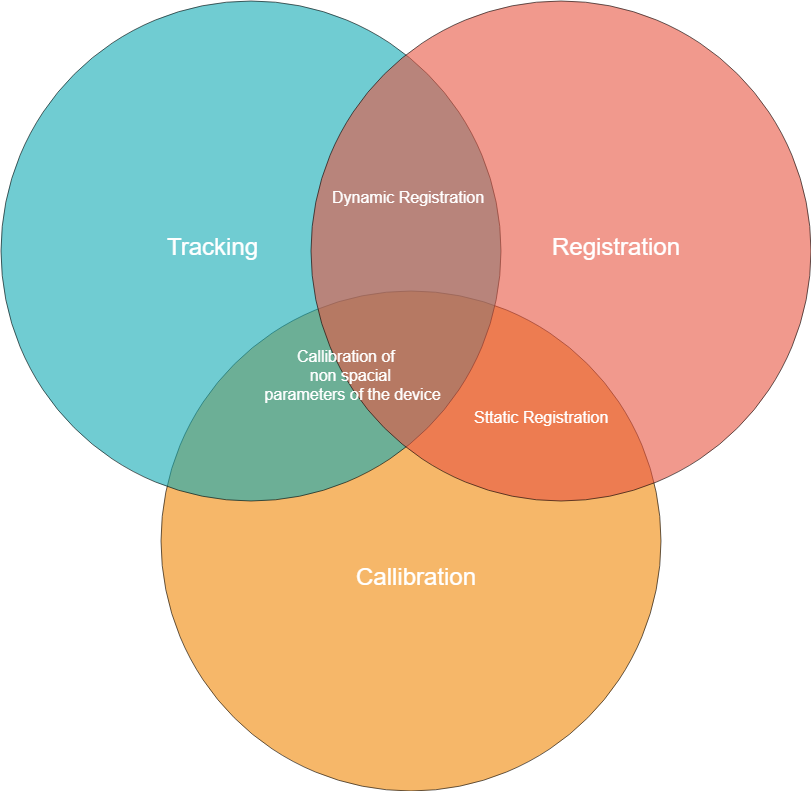 Dynamic Registration
Tracking
Registration
Callibration of
non spacial
parameters of the device
Sttatic Registration
Callibration